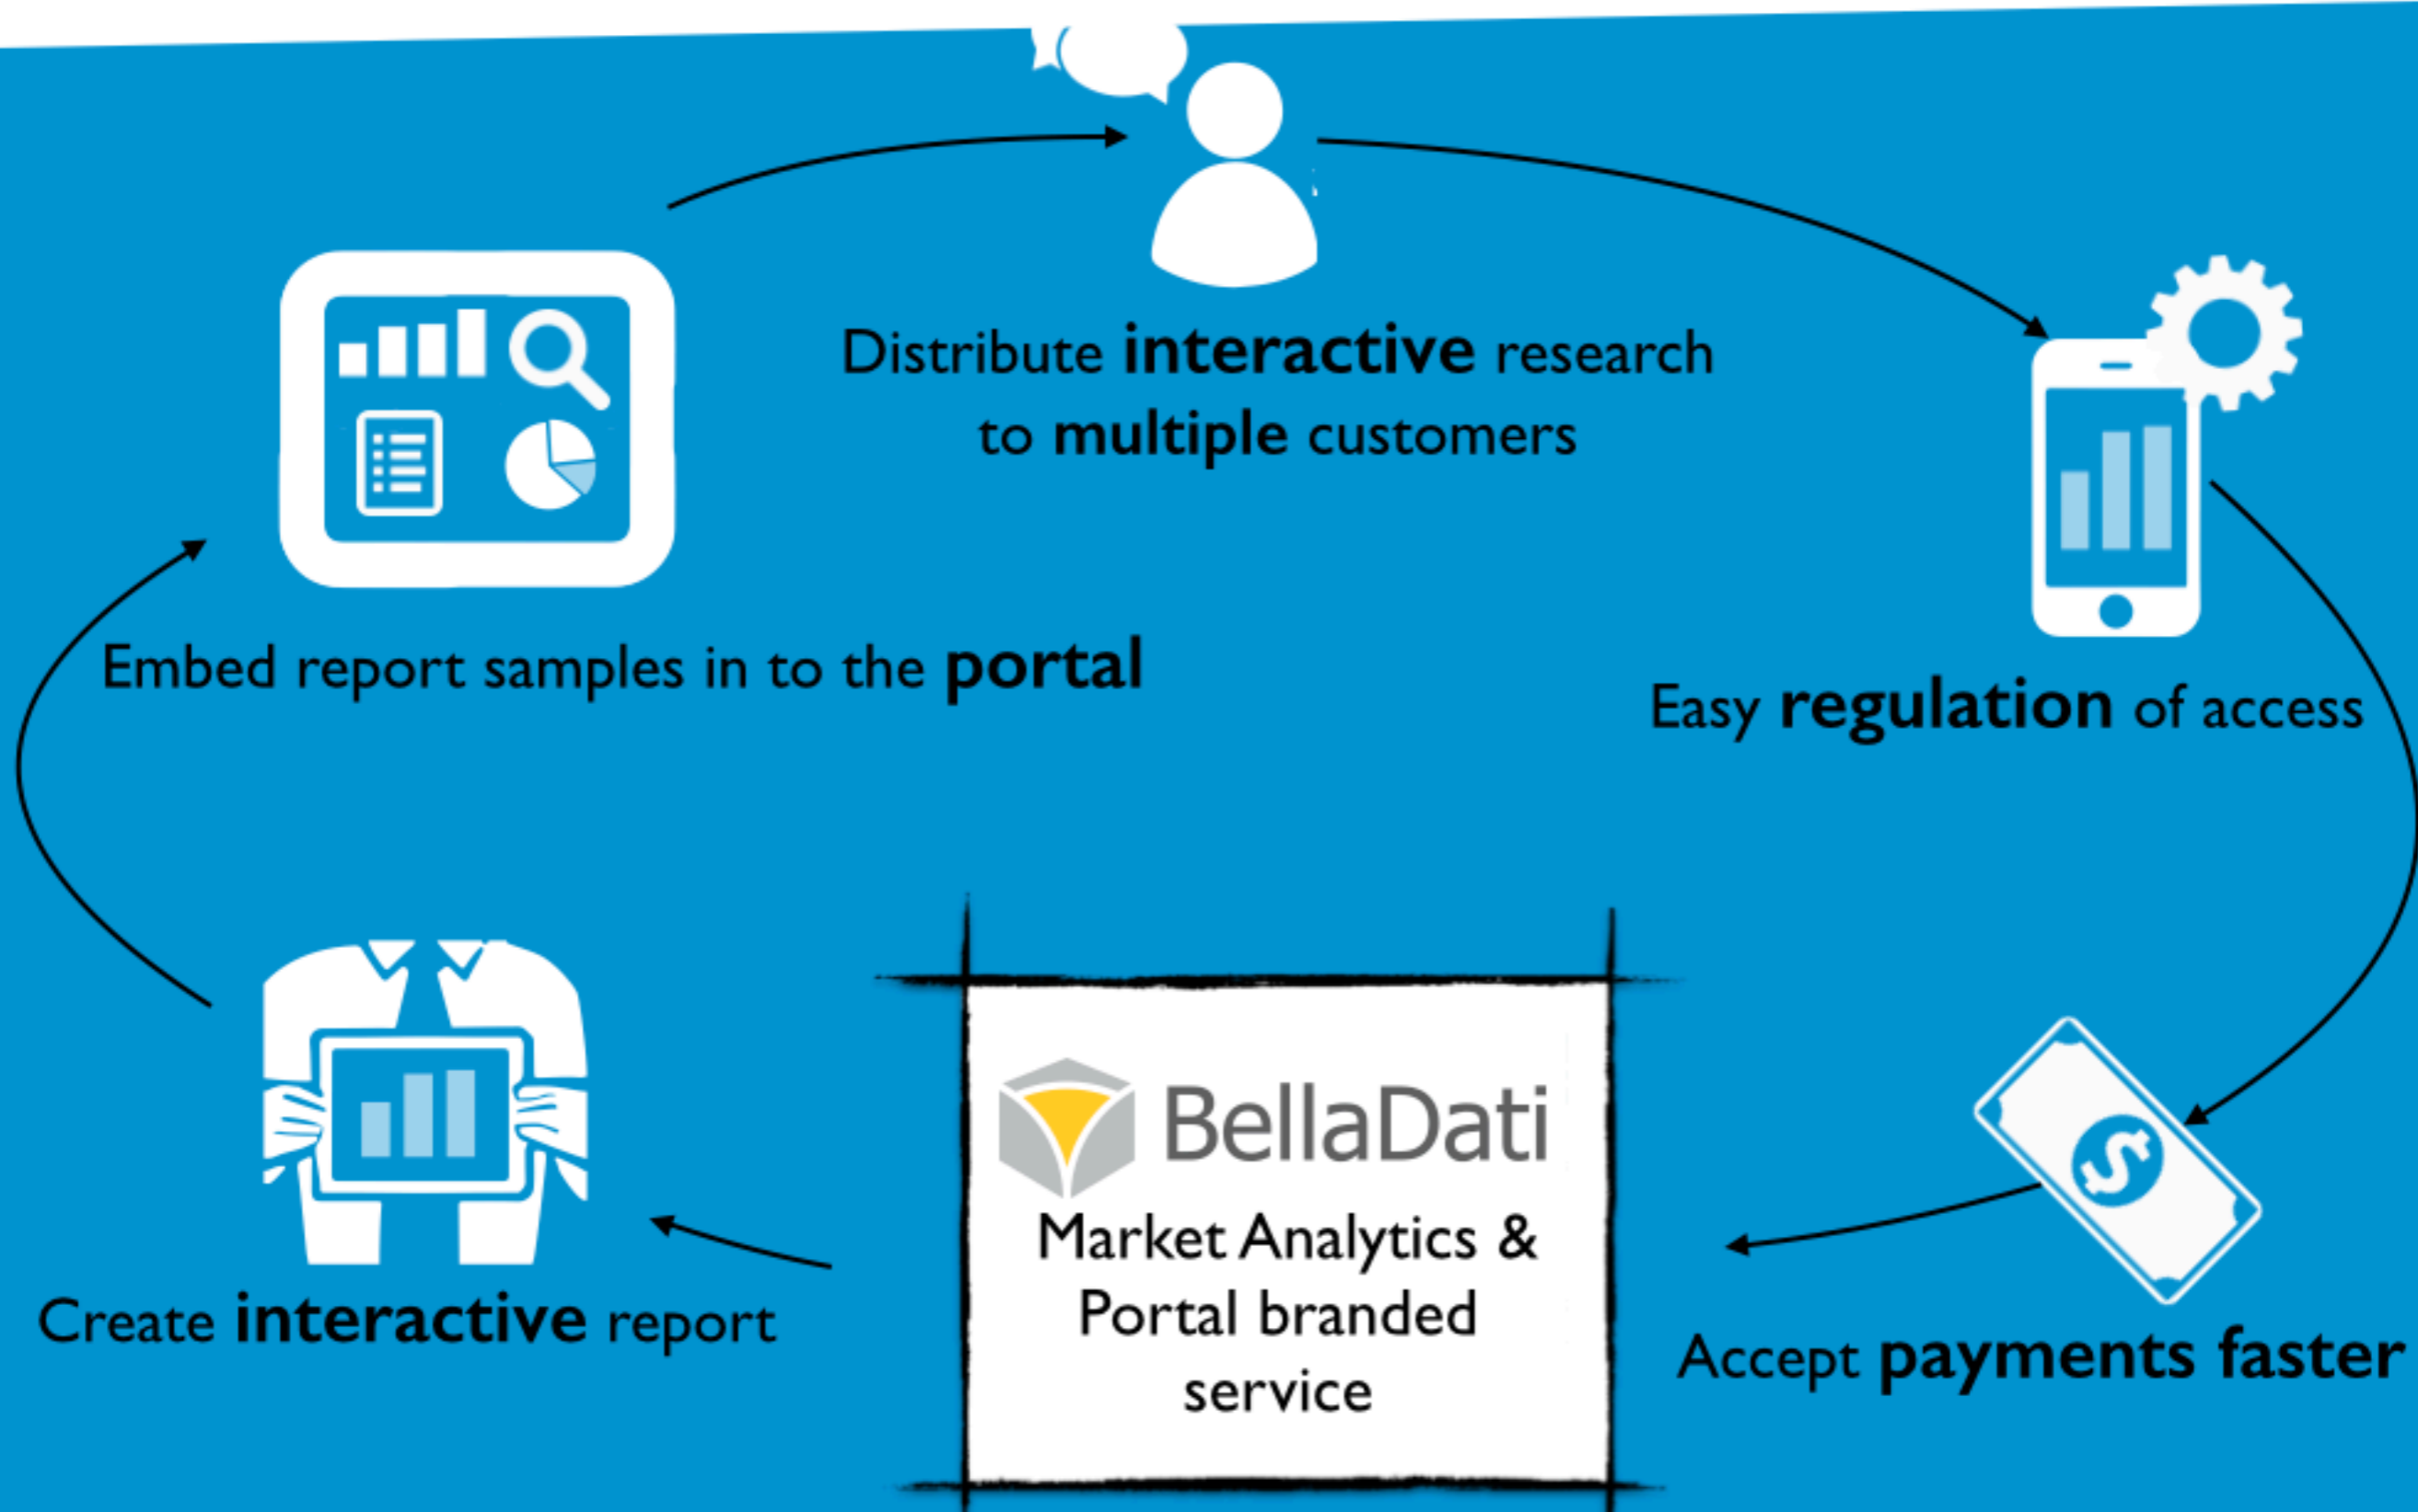 Distribute interactive research
to multiple customers
Embed report samples in to the portal
Easy regulation of access
BellaDati
Market Analytics &
Portal branded
service
Create interactive report
$
Accept payments faster